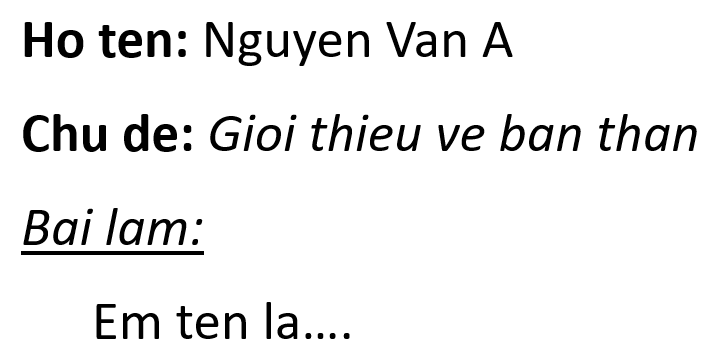 Ho ten: Nguyen Van A
Chu de: Gioi thieu ve ban than
Bai lam:
Em ten la....